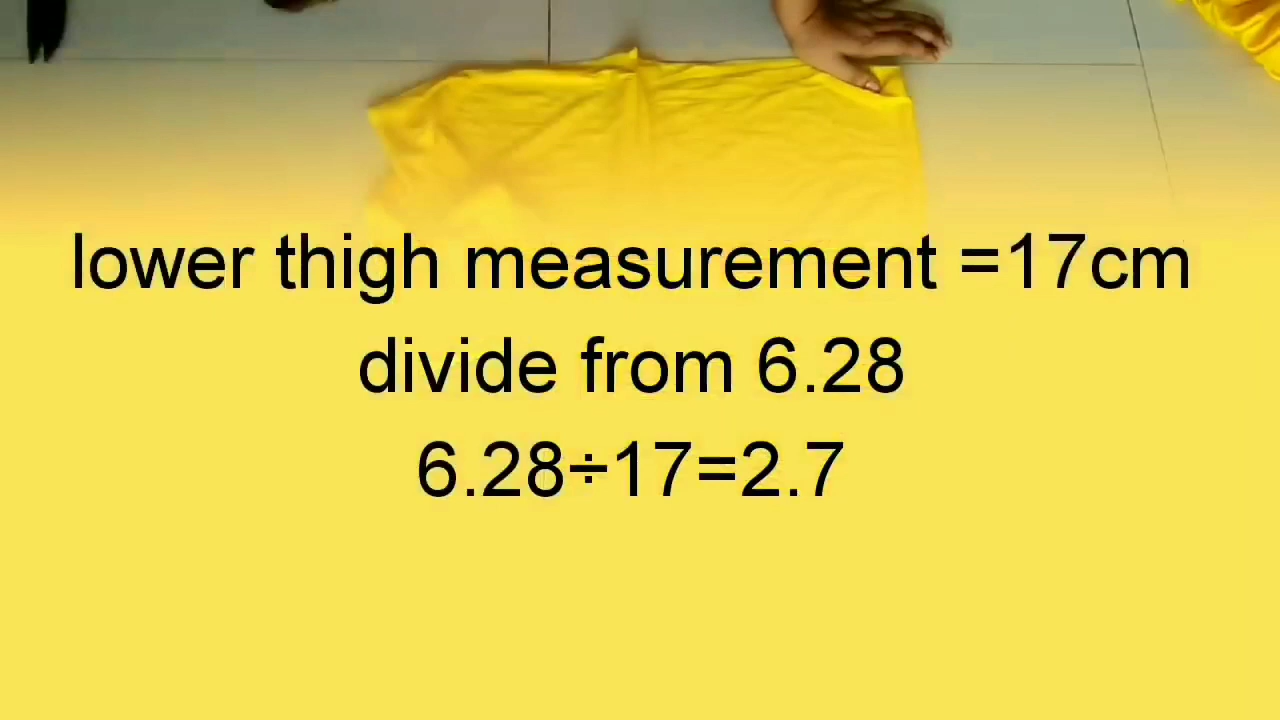 lower thigh measurement =17cm
divide from 6.28
6.28÷17=2.7